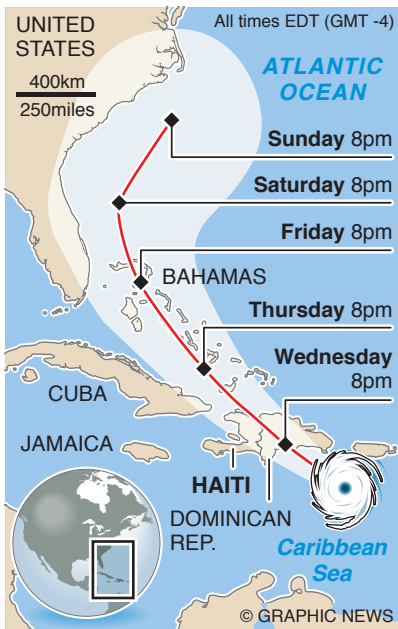 UNITED
STATES
All times EDT (GMT -4)
400km
250miles
ATLANTIC
OCEAN
Sunday 8pm
Saturday 8pm
Friday 8pm
BAHAMAS
Thursday 8pm
Wednesday
8pm
CUBA
JAMAICA
HAITI
DOMINICAN
REP.
Caribbean
Sea
© GRAPHIC NEWS